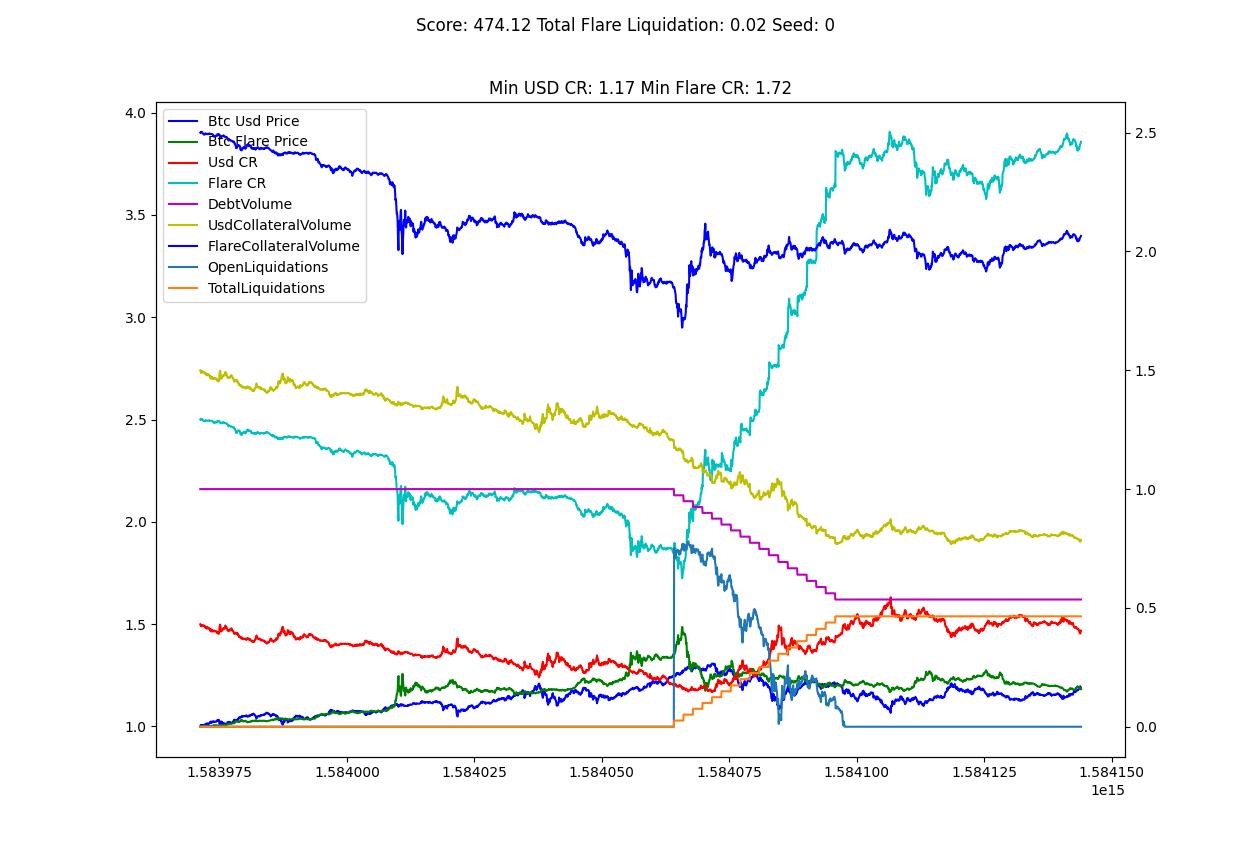 Score: 474.12 Total Flare Liquidation: 0.02 Seed: 0
Min USD CR: 1.17 Min Flare CR: 1.72
Btc Usd Price
Btc Flare Price
Usd CR
Flare CR
DebtVolume
UsdCollateralVolume
FlareCollateralVolume
OpenLiquidations
TotalLiquidations
4.0
3.5
3.0
2.5
2.0
1.5
1.0
2.5
2.0
1.5
1.0
0.5
0.0
1.583975 1.584000 1.584025 1.584050 1.584075 1.584100 1.584125 1.584150
1e15